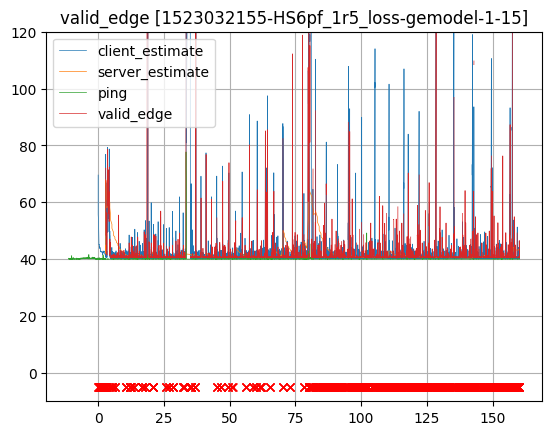 valid_edge [1523032155-HS6pf_1r5_loss-gemodel-1-15]
client_estimate
server_estimate
ping
valid_edge
120
100
80
60
40
20
0
0
25
50
75
100
125
150